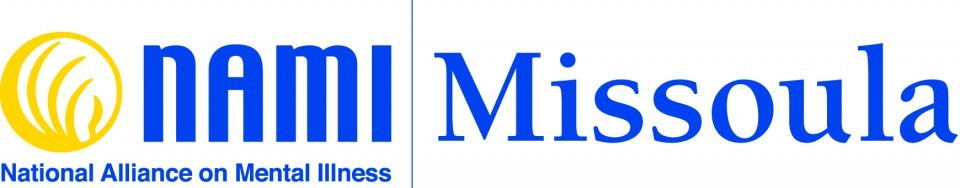 NAMI
National Alliance on Mental Illness
Missoula